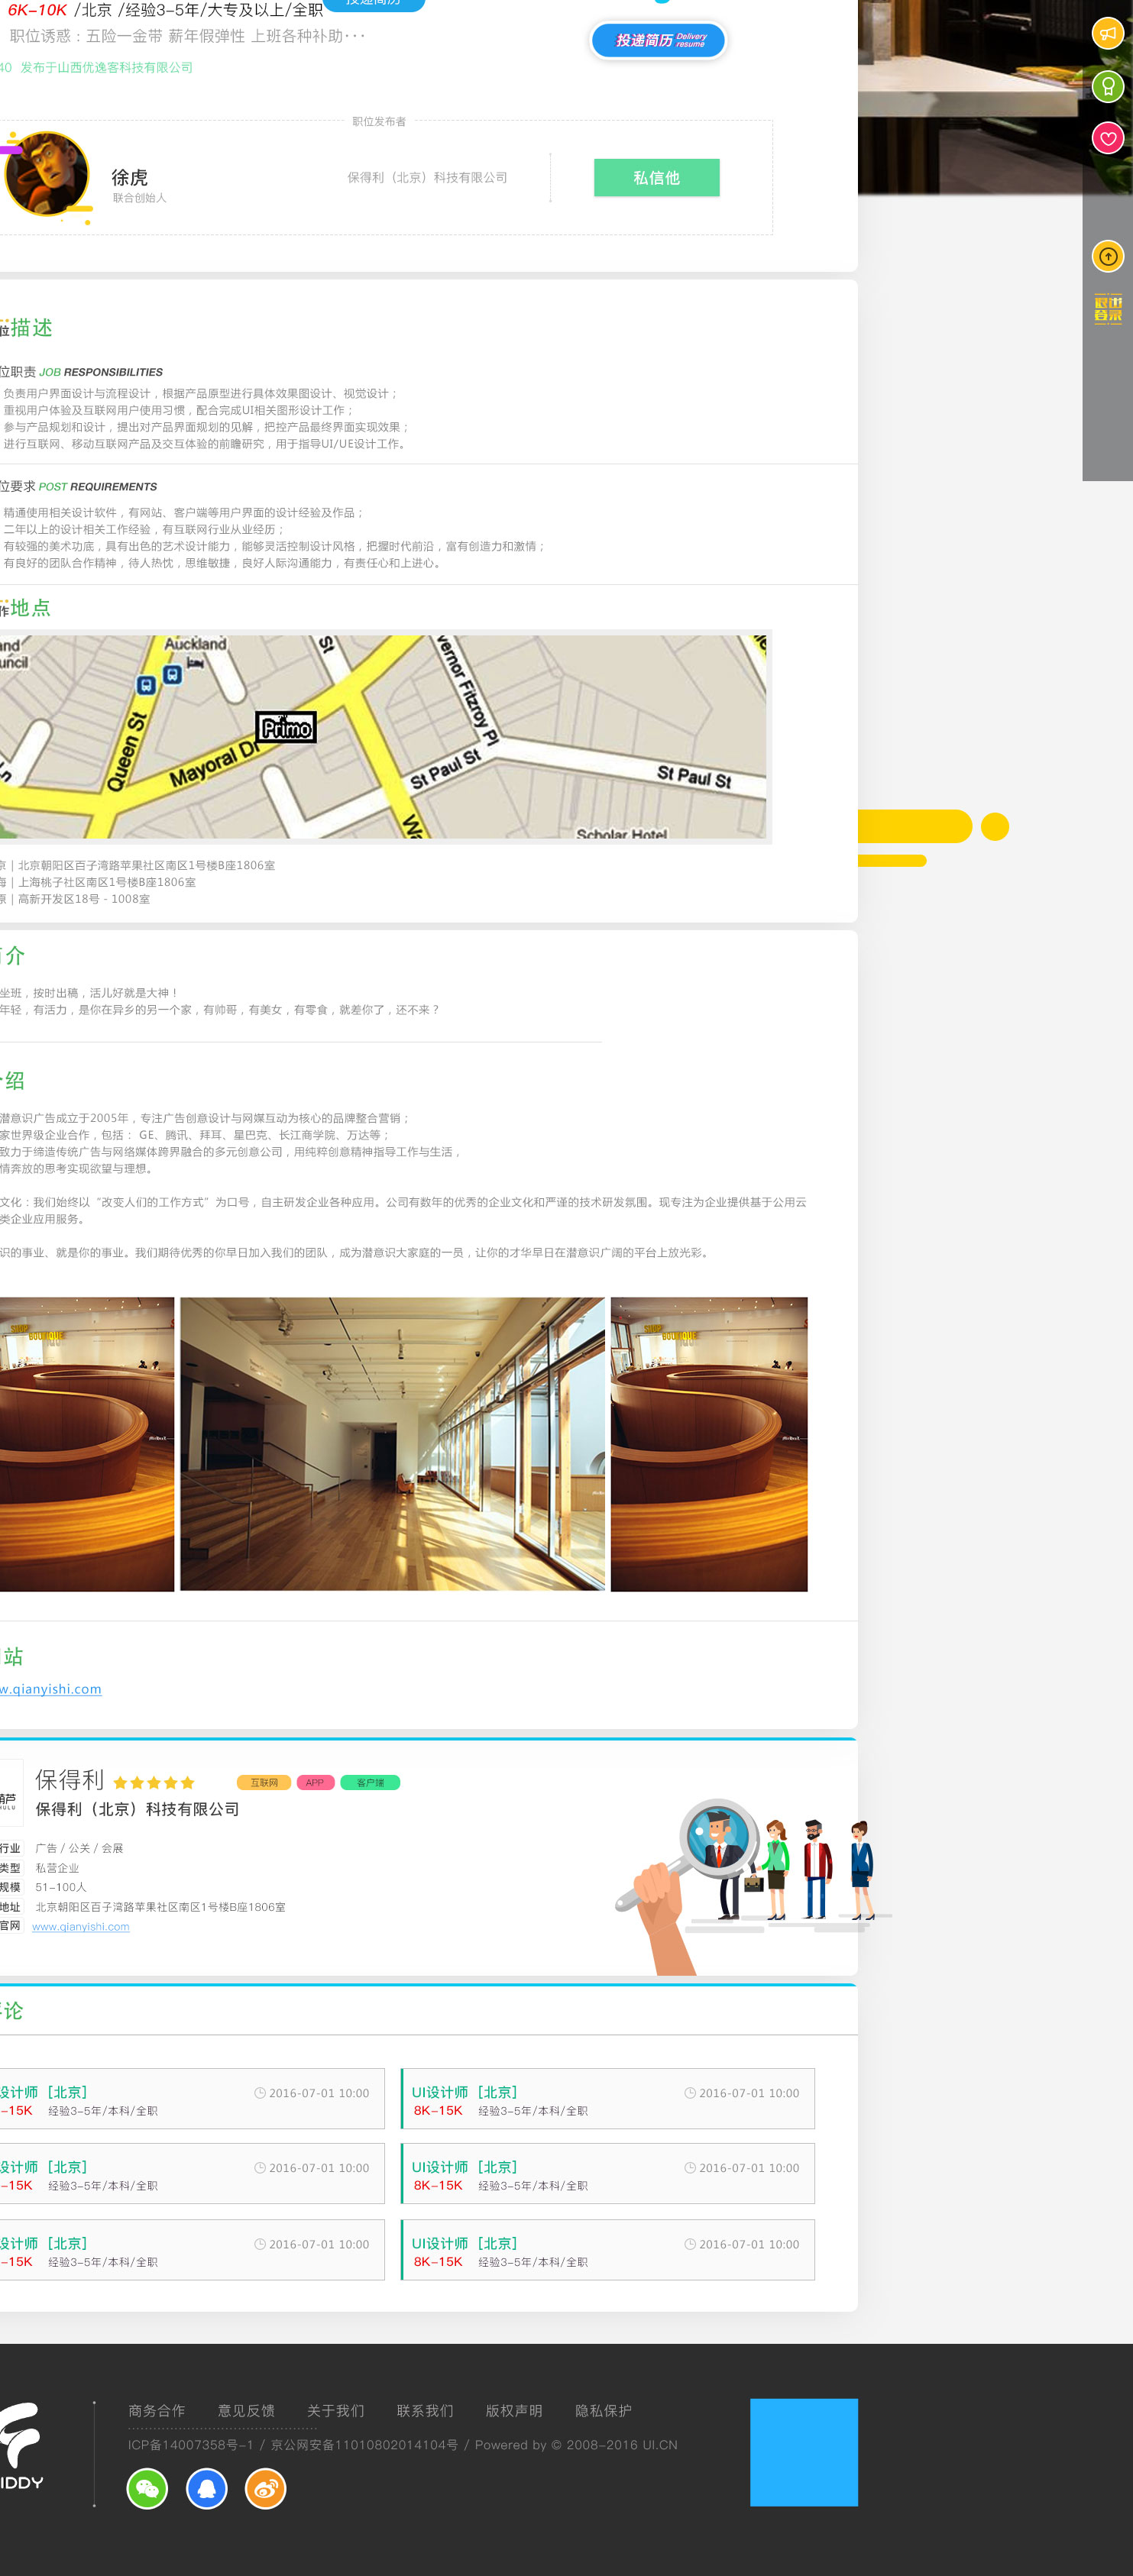 投递简历
6K-10K /北京 /经验3-5年/大专及以上/全职
职位诱惑：五险一金带 薪年假弹性 上班各种补助···
投递简历 Delivery resume
40 发布于山西优逸客科技有限公司
职位发布者
徐虎
联合创始人
保得利（北京）科技有限公司
私信他
退出登录
位描述
位职责 JOB RESPONSIBILITIES
负责用户界面设计与流程设计，根据产品原型进行具体效果图设计、视觉设计；
重视用户体验及互联网用户使用习惯，配合完成UI相关图形设计工作；
参与产品规划和设计，提出对产品界面规划的见解，把控产品最终界面实现效果；
进行互联网、移动互联网产品及交互体验的前瞻研究，用于指导UI/UE设计工作。
位要求 POST REQUIREMENTS
精通使用相关设计软件，有网站、客户端等用户界面的设计经验及作品；
二年以上的设计相关工作经验，有互联网行业从业经历；
有较强的美术功底，具有出色的艺术设计能力，能够灵活控制设计风格，把握时代前沿，富有创造力和激情；
有良好的团队合作精神，待人热忱，思维敏捷，良好人际沟通能力，有责任心和上进心。
作地点
and
uncil
Auckland
St
vernor Fitzroy Pl
Primo
Queen St
Mayoral Dr
St Paul St
St Paul St
Ln
Wa
Scholar Hotel
京｜北京朝阳区百子湾路苹果社区南区1号楼B座1806室
海｜上海桃子社区南区1号楼B座1806室
原｜高新开发区18号 - 1008室
简介
坐班，按时出稿，活儿好就是大神！
年轻，有活力，是你在异乡的另一个家，有帅哥，有美女，有零食，就差你了，还不来？
介绍
潜意识广告成立于2005年，专注广告创意设计与网媒互动为核心的品牌整合营销；
家世界级企业合作，包括： GE、腾讯、拜耳、星巴克、长江商学院、万达等；
致力于缔造传统广告与网络媒体跨界融合的多元创意公司，用纯粹创意精神指导工作与生活，
情奔放的思考实现欲望与理想。
文化：我们始终以“改变人们的工作方式”为口号，自主研发企业各种应用。公司有数年的优秀的企业文化和严谨的技术研发氛围。现专注为企业提供基于公用云
类企业应用服务。
识的事业、就是你的事业。我们期待优秀的你早日加入我们的团队，成为潜意识大家庭的一员，让你的才华早日在潜意识广阔的平台上放光彩。
网站
w.qianyishi.com
保得利
互联网
APP
客户端
葫芦
HULU
保得利（北京）科技有限公司
行业 广告 / 公关 / 会展
类型 私营企业
规模 51-100人
地址 北京朝阳区百子湾路苹果社区南区1号楼B座1806室
官网 www.qianyishi.com
评论
设计师 [北京] 2016-07-01 10:00
-15K 经验3-5年/本科/全职
UI设计师 [北京] 2016-07-01 10:00
8K-15K 经验3-5年/本科/全职
设计师 [北京] 2016-07-01 10:00
-15K 经验3-5年/本科/全职
UI设计师 [北京] 2016-07-01 10:00
8K-15K 经验3-5年/本科/全职
设计师 [北京] 2016-07-01 10:00
-15K 经验3-5年/本科/全职
UI设计师 [北京] 2016-07-01 10:00
8K-15K 经验3-5年/本科/全职
IDDY
商务合作 意见反馈 关于我们 联系我们 版权声明 隐私保护
ICP备14007358号-1 / 京公网安备11010802014104号 / Powered by © 2008-2016 UI.CN